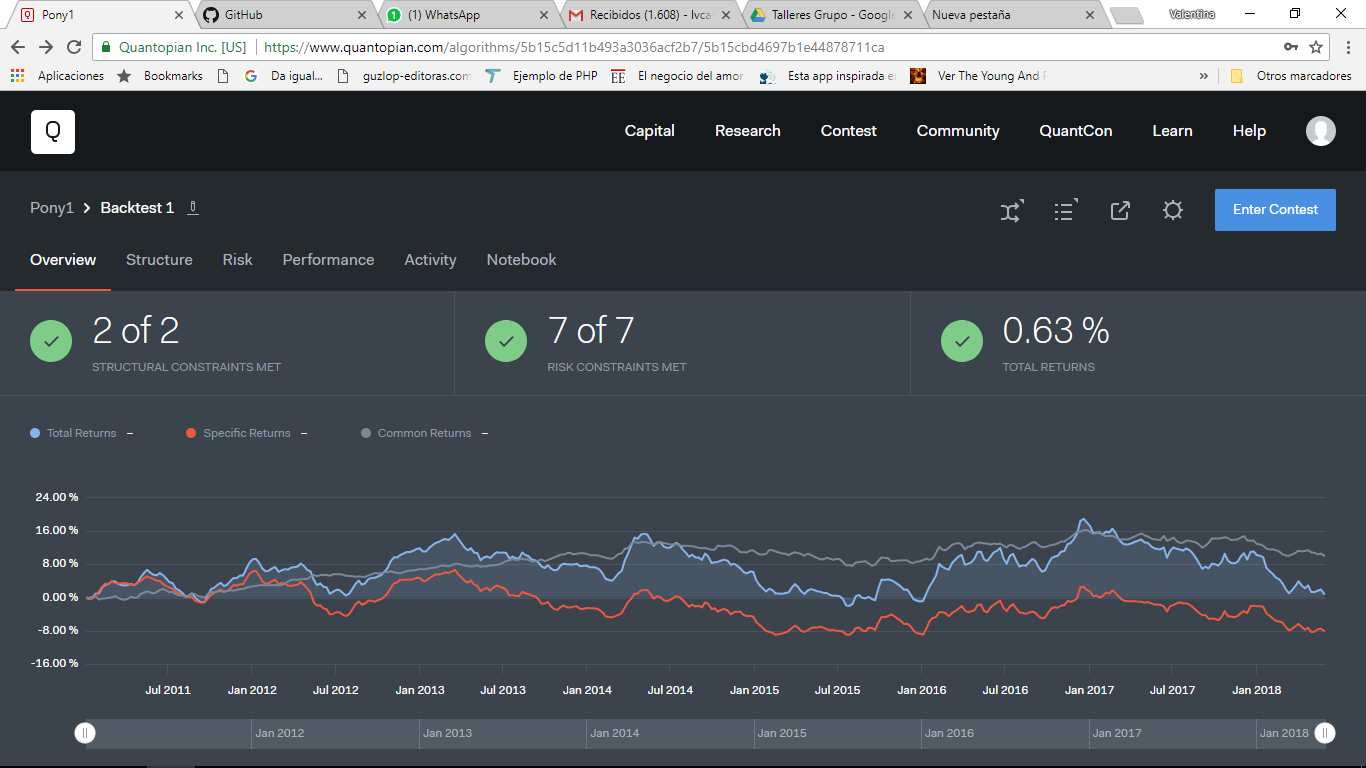 Pony1
GitHub
(1) WhatsApp
Recibidos (1.608) - lvca
Talleres Grupo - Google
Nueva pestaña
Valentina
Quantopian Inc. [US]
https://www.quantopian.com/algorithms/5b15c5d11b493a3036acf2b7/5b15cbd4697b1e44878711ca
Aplicaciones
Bookmarks
Da igual...
guzlop-editoras.com
Ejemplo de PHP
EE El negocio del amor
Esta app inspirada e
Ver The Young And R
»
Otros marcadores
Q
Capital
Research
Contest
Community
QuantCon
Learn
Help
Pony1 > Backtest 1
Enter Contest
Overview
Structure
Risk
Performance
Activity
Notebook
2 of 2
STRUCTURAL CONSTRAINTS MET
7 of 7
RISK CONSTRAINTS MET
0.63 %
TOTAL RETURNS
Total Returns –
Specific Returns –
Common Returns –
24.00 %
16.00 %
8.00 %
0.00 %
-8.00 %
-16.00 %
Jul 2011
Jan 2012
Jul 2012
Jan 2013
Jul 2013
Jan 2014
Jul 2014
Jan 2015
Jul 2015
Jan 2016
Jul 2016
Jan 2017
Jul 2017
Jan 2018
Jan 2012
Jan 2013
Jan 2014
Jan 2015
Jan 2016
Jan 2017
Jan 2018